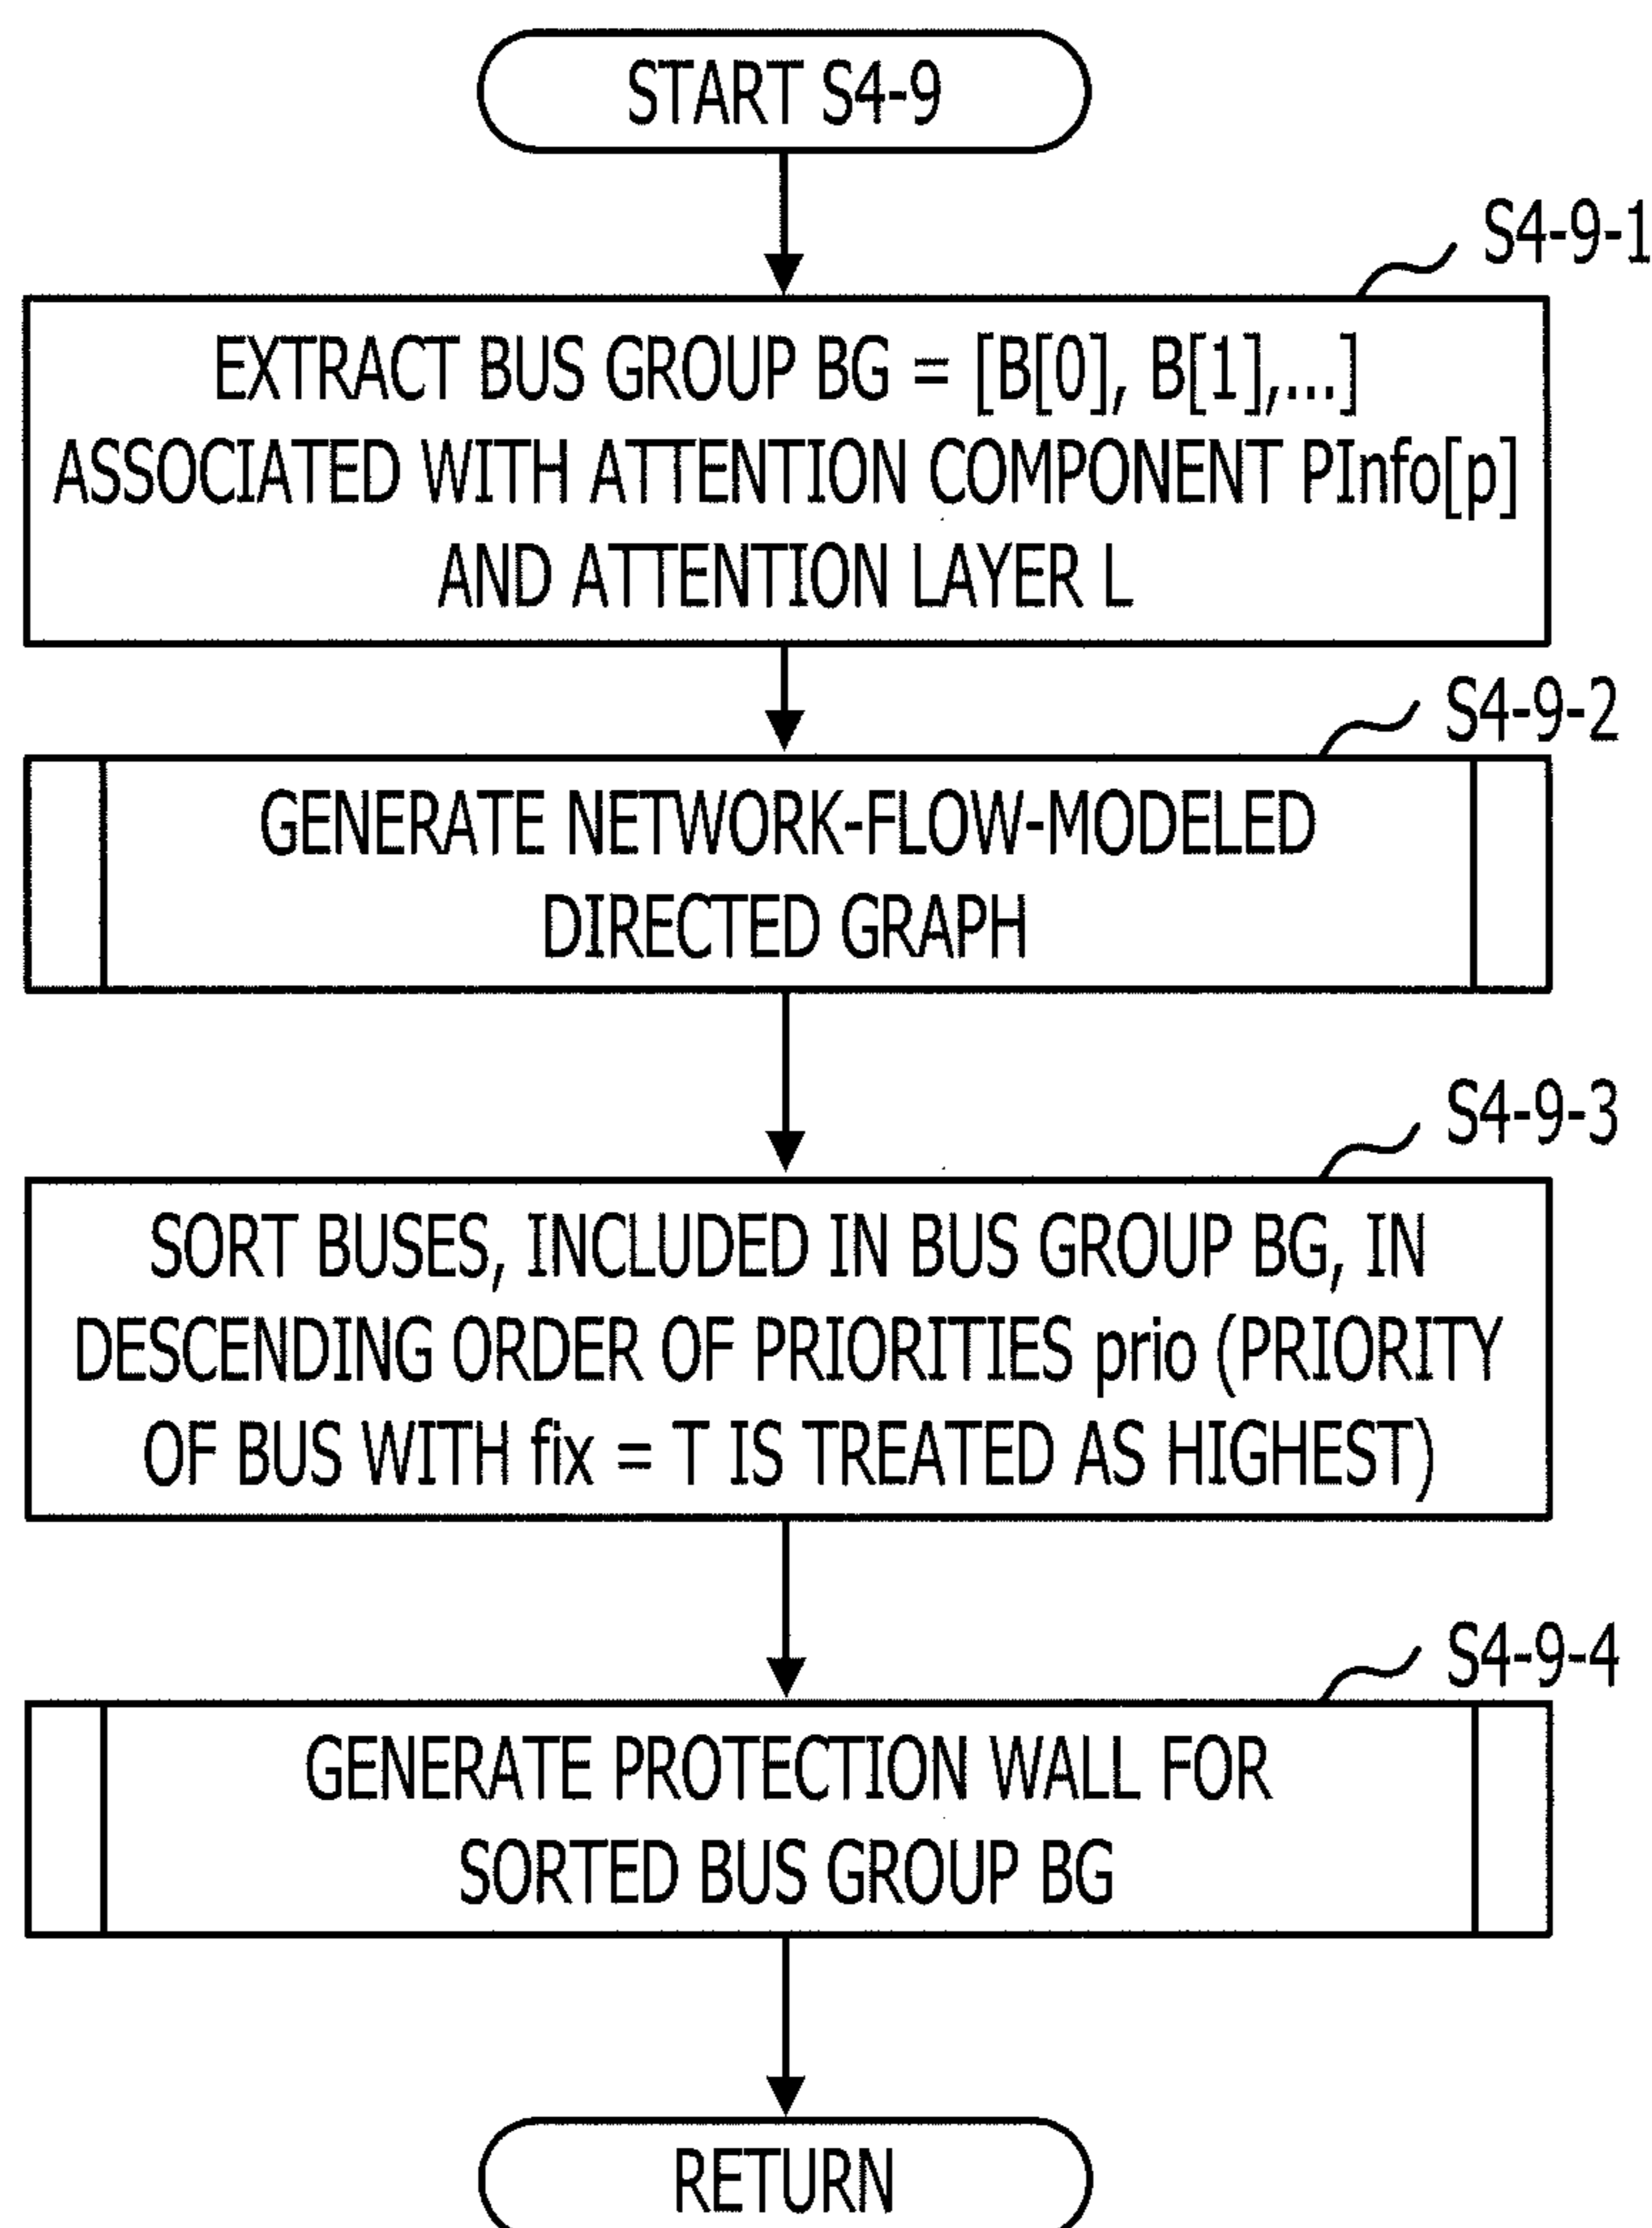 START S4-9
S4-9-1
EXTRACT BUS GROUP BG = [B[0], B[1],...]
ASSOCIATED WITH ATTENTION COMPONENT PInfo[p]
AND ATTENTION LAYER L
S4-9-2
GENERATE NETWORK-FLOW-MODELED
DIRECTED GRAPH
S4-9-3
SORT BUSES, INCLUDED IN BUS GROUP BG, IN
DESCENDING ORDER OF PRIORITIES prio (PRIORITY
OF BUS WITH fix = T IS TREATED AS HIGHEST)
S4-9-4
GENERATE PROTECTION WALL FOR
SORTED BUS GROUP BG
RETURN